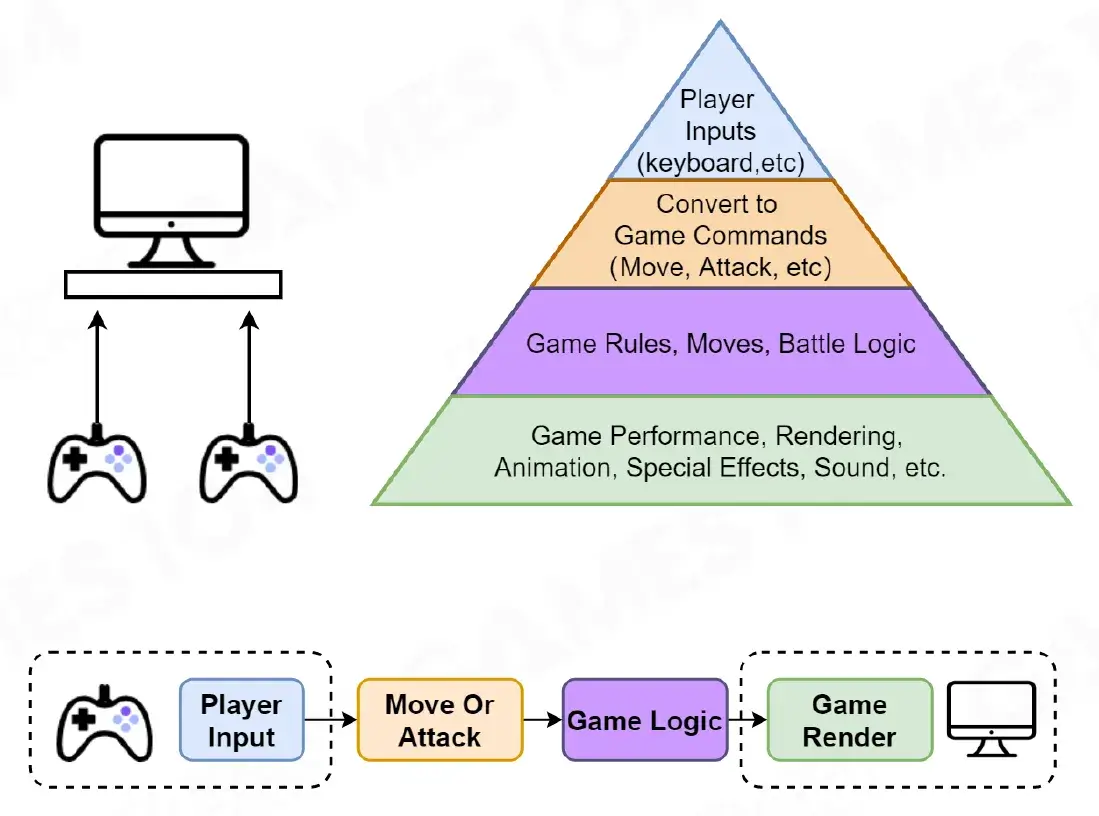 Player
Inputs
(keyboard,etc)
Convert to
Game Commands
(Move, Attack, etc)
Game Rules, Moves, Battle Logic
Game Performance, Rendering,
Animation, Special Effects, Sound, etc.
Player
Input
Move Or
Attack
Game Logic
Game
Render